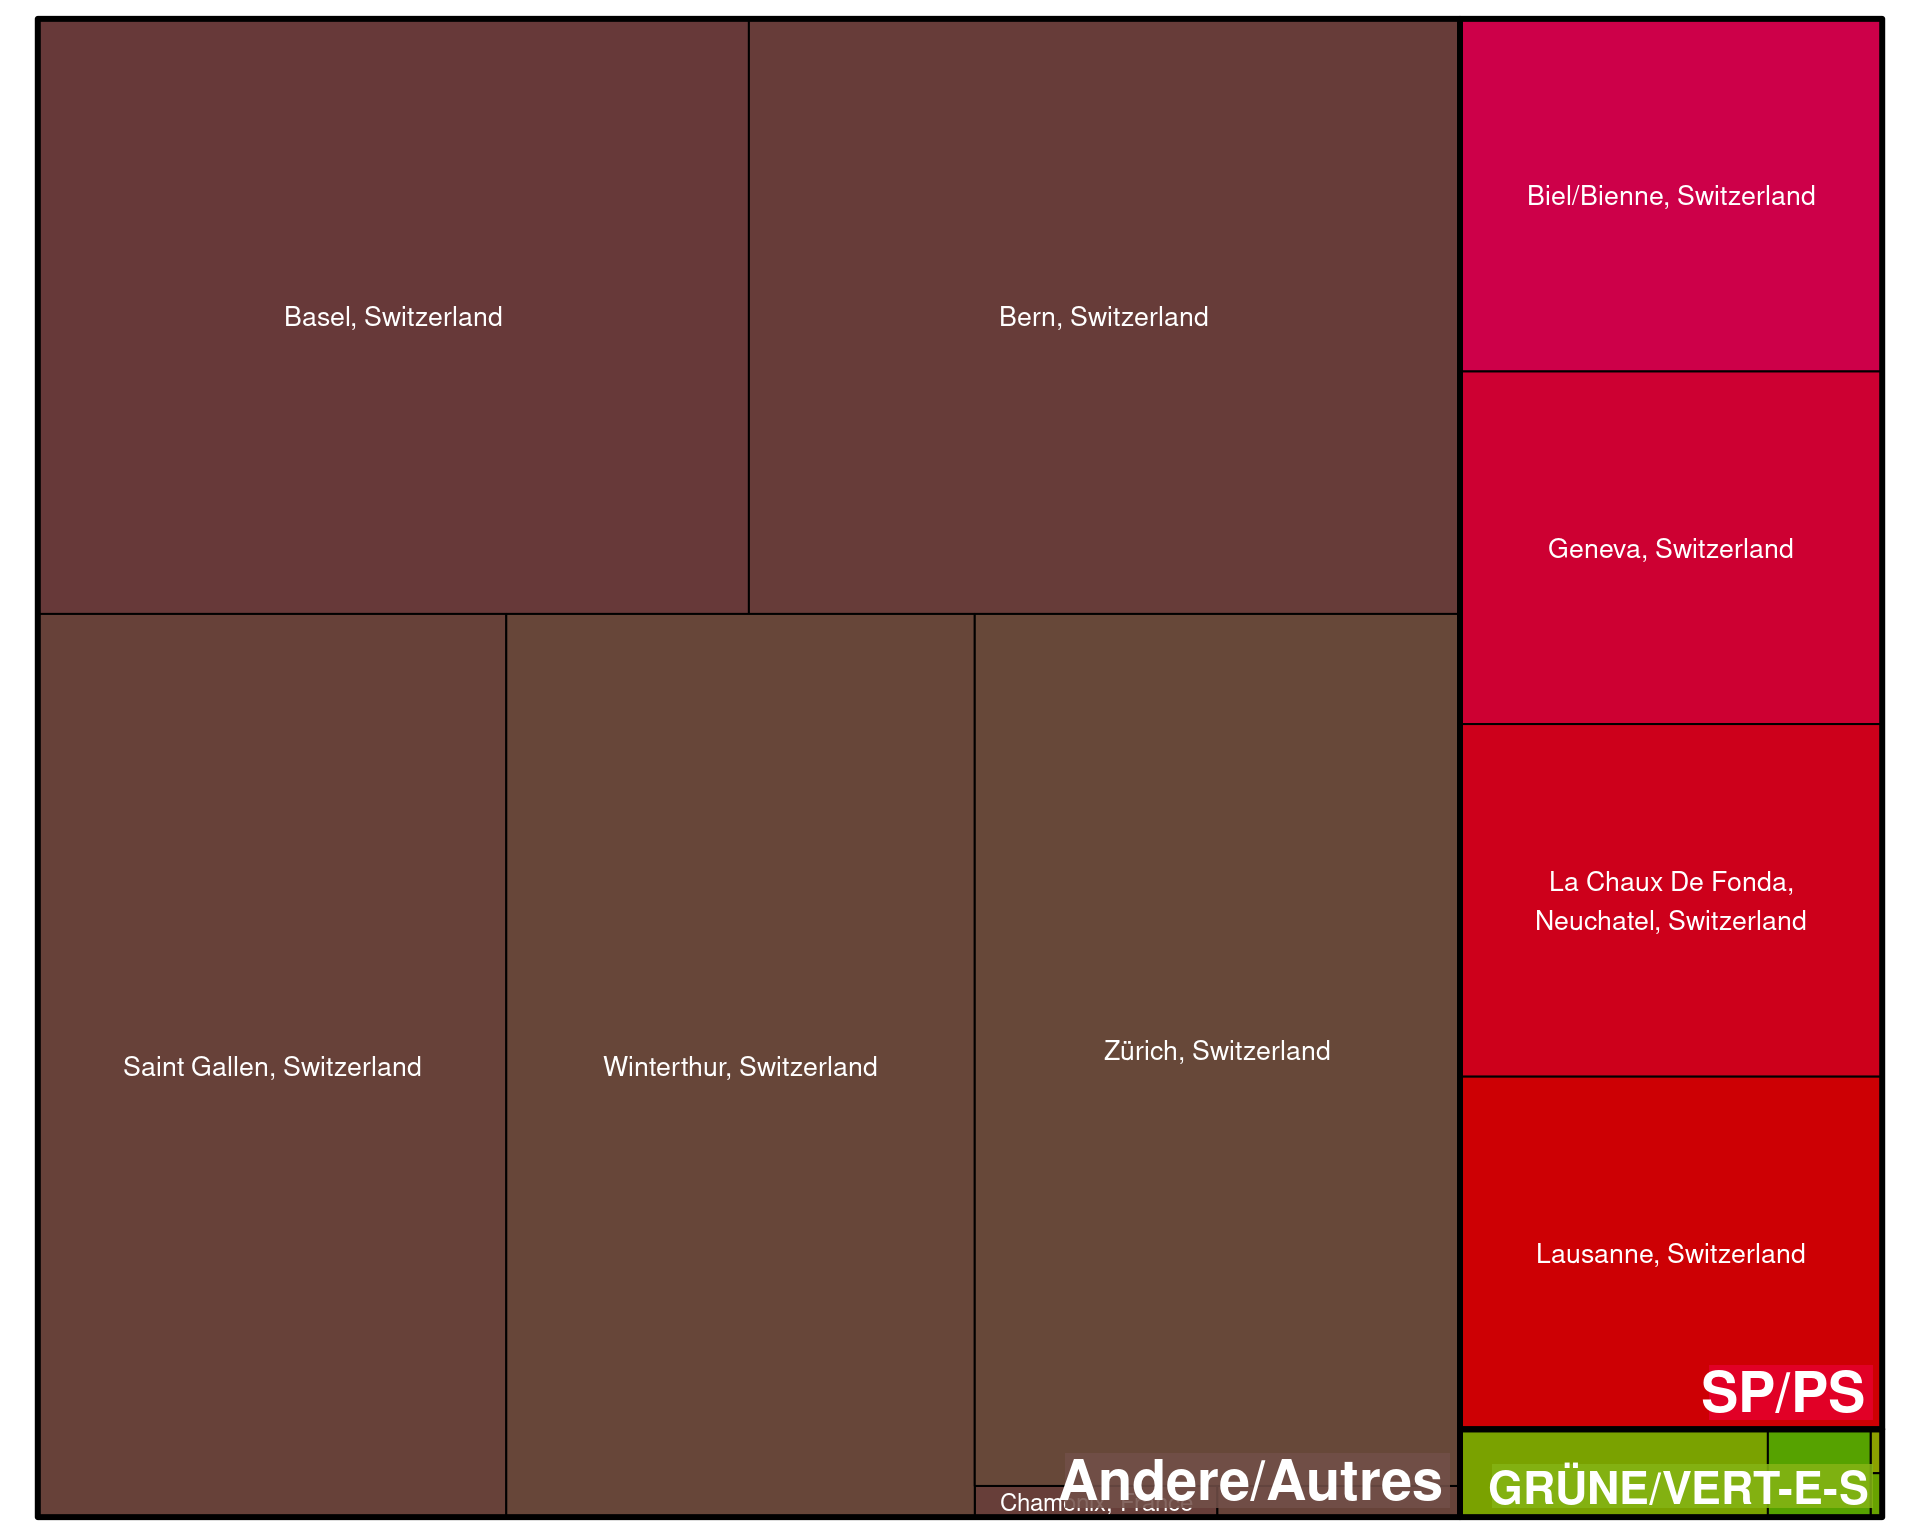 Basel, Switzerland
Bern, Switzerland
Biel/Bienne, Switzerland
Geneva, Switzerland
La Chaux De Fonda,
Neuchatel, Switzerland
Saint Gallen, Switzerland
Winterthur, Switzerland
Zürich, Switzerland
Lausanne, Switzerland
SP/PS
Andere/Autres
GRÜNE/VERT-E-S
Chamonix, France